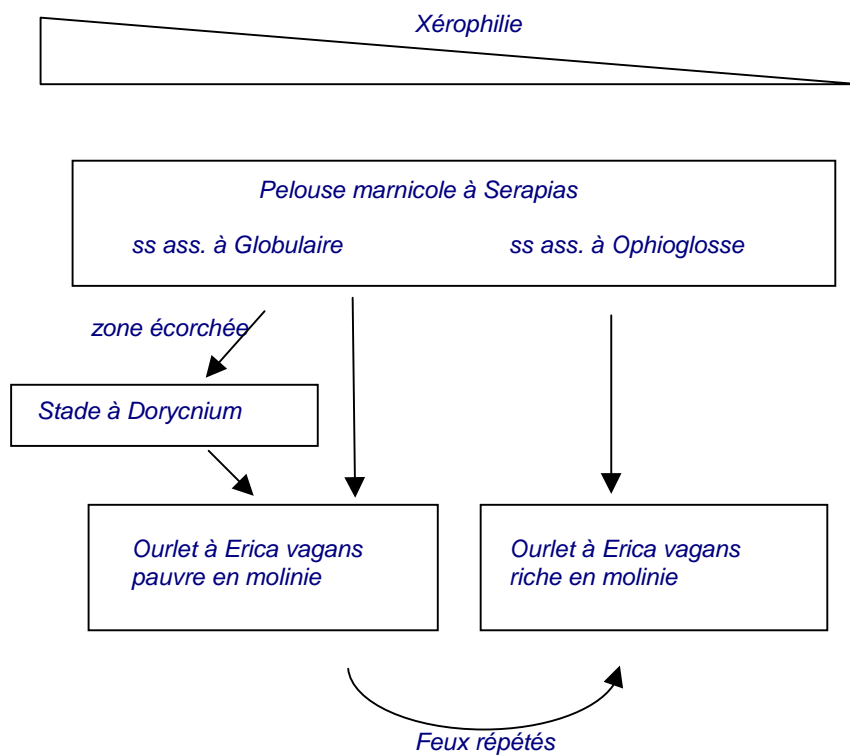 Xérophilie
Pelouse marnicole à Serapias
ss ass. à Globulaire
ss ass. à Ophioglosse
zone écorchée
Stade à Dorycnium
Ourlet à Erica vagans
pauvre en molinie
Ourlet à Erica vagans
riche en molinie
Feux répétés